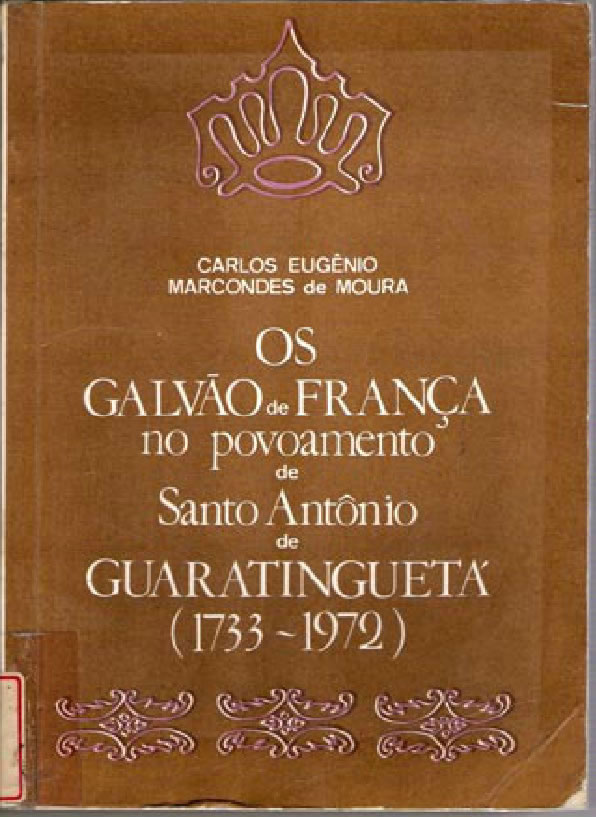 CARLOS EUGÊNIO
MARCONDES de MOURA
OS
GALVÃO de FRANÇA
no povoamento
de
Santo Antônio
de
GUARATINGUETÁ
(1733~1972)